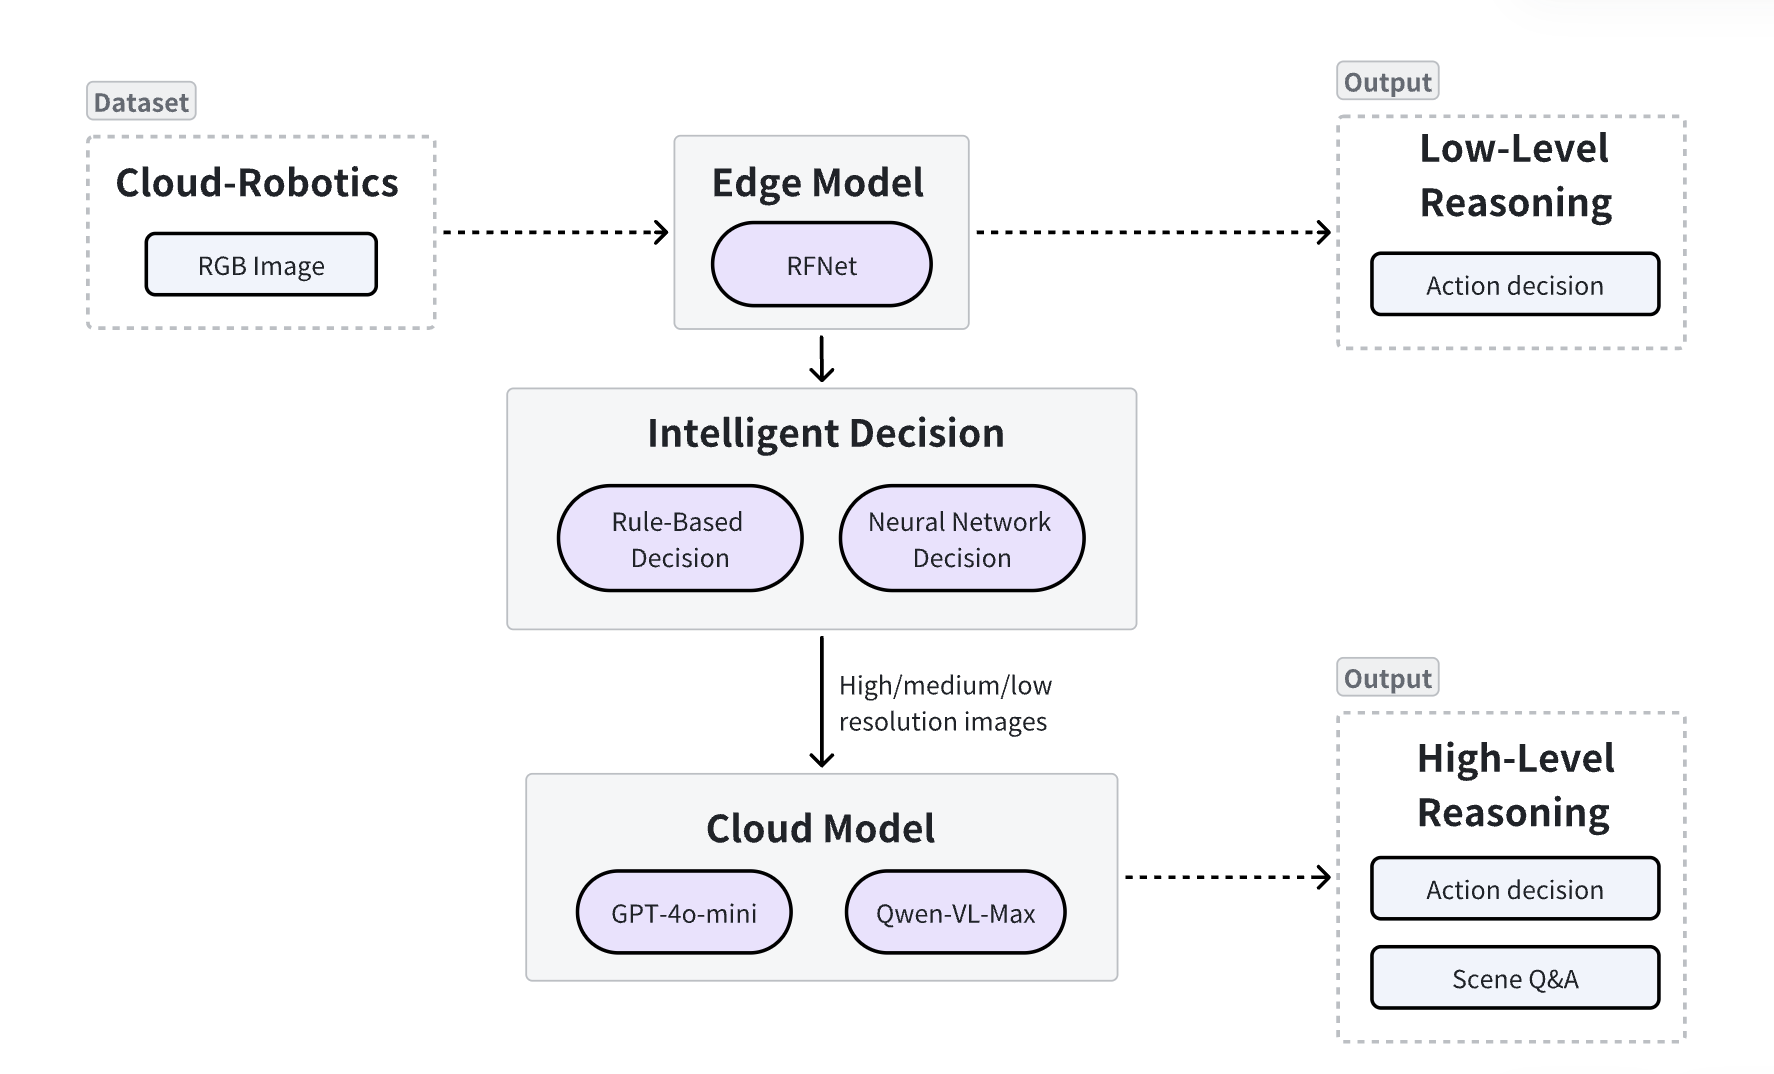 Dataset
Cloud-Robotics
RGB Image
Edge Model
RFNet
Output
Low-Level
Reasoning
Action decision
Intelligent Decision
Rule-Based
Decision
Neural Network
Decision
High/medium/low
resolution images
Cloud Model
GPT-4o-mini
Qwen-VL-Max
Output
High-Level
Reasoning
Action decision
Scene Q&A